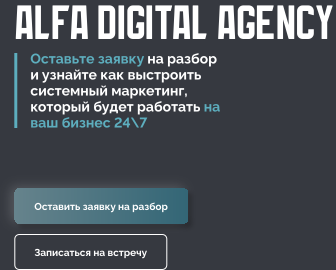 ALFA DIGITAL AGENCY
Оставьте заявку на разбор
и узнайте как выстроить
системный маркетинг,
который будет работать на
ваш бизнес 24\7
Оставить заявку на разбор
Записаться на встречу